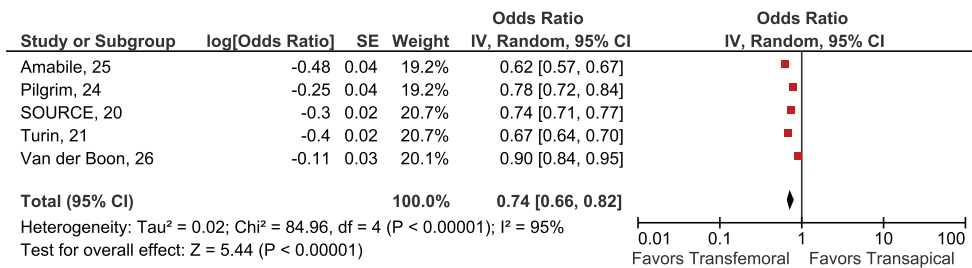 Odds Ratio Odds Ratio
Study or Subgroup log[Odds Ratio] SE Weight IV, Random, 95% CI IV, Random, 95% CI
Amabile, 25 -0.48 0.04 19.2% 0.62 [0.57, 0.67]
Pilgrim, 24 -0.25 0.04 19.2% 0.78 [0.72, 0.84]
SOURCE, 20 -0.3 0.02 20.7% 0.74 [0.71, 0.77]
Turin, 21 -0.4 0.02 20.7% 0.67 [0.64, 0.70]
Van der Boon, 26 -0.11 0.03 20.1% 0.90 [0.84, 0.95]
Total (95% CI) 100.0% 0.74 [0.66, 0.82]
Heterogeneity: Tau² = 0.02; Chi² = 84.96, df = 4 (P < 0.00001); I² = 95%
Test for overall effect: Z = 5.44 (P < 0.00001)
0.01 0.1 1 10 100
Favors Transfemoral Favors Transapical